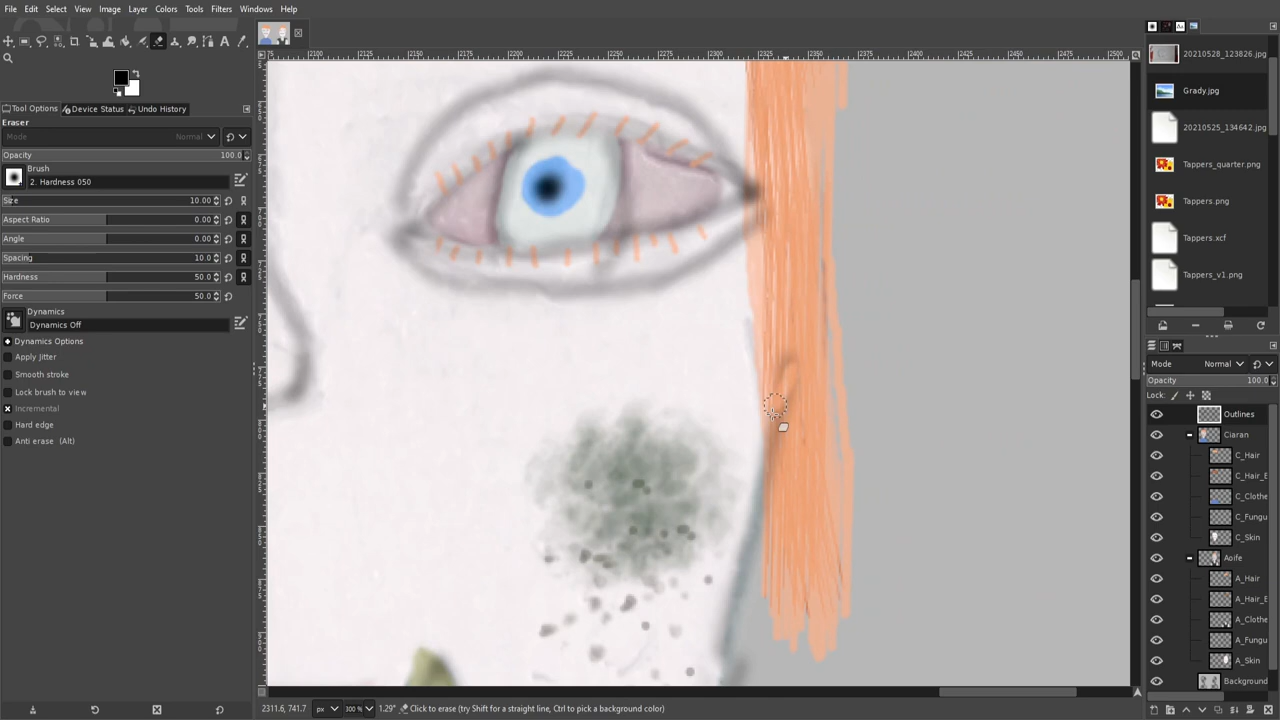 File Edit Select View Image Layer Colors Tools Filters Windows Help
Tool Options Device Status Undo History
Eraser
Mode Normal
Opacity 100.0
Brush
2. Hardness 050
Size 10.00
Aspect Ratio 0.00
Angle 0.00
Spacing 10.0
Hardness 50.0
Force 50.0
Dynamics
Dynamics Off
Dynamics Options
Apply Jitter
Smooth stroke
Lock brush to view
Incremental
Hard edge
Anti erase (Alt)
75 2100 2125 2150 2175 2200 2225 2250 2275 2300 2325 2350 2375 2400 2425 2450 2475 2500
2311.6, 741.7 px 300 % 1.29° Click to erase (try Shift for a straight line, Ctrl to pick a background color)
20210528_123826.jpg
Grady.jpg
20210525_134642.jpg
Tappers_quarter.png
Tappers.png
Tappers.xcf
Tappers_v1.png
Mode Normal
Opacity 100.0
Lock:
Outlines
Ciaran
C_Hair
C_Hair_E
C_Clothe
C_Fungu
C_Skin
Aoife
A_Hair
A_Hair_E
A_Clothe
A_Fungu
A_Skin
Background